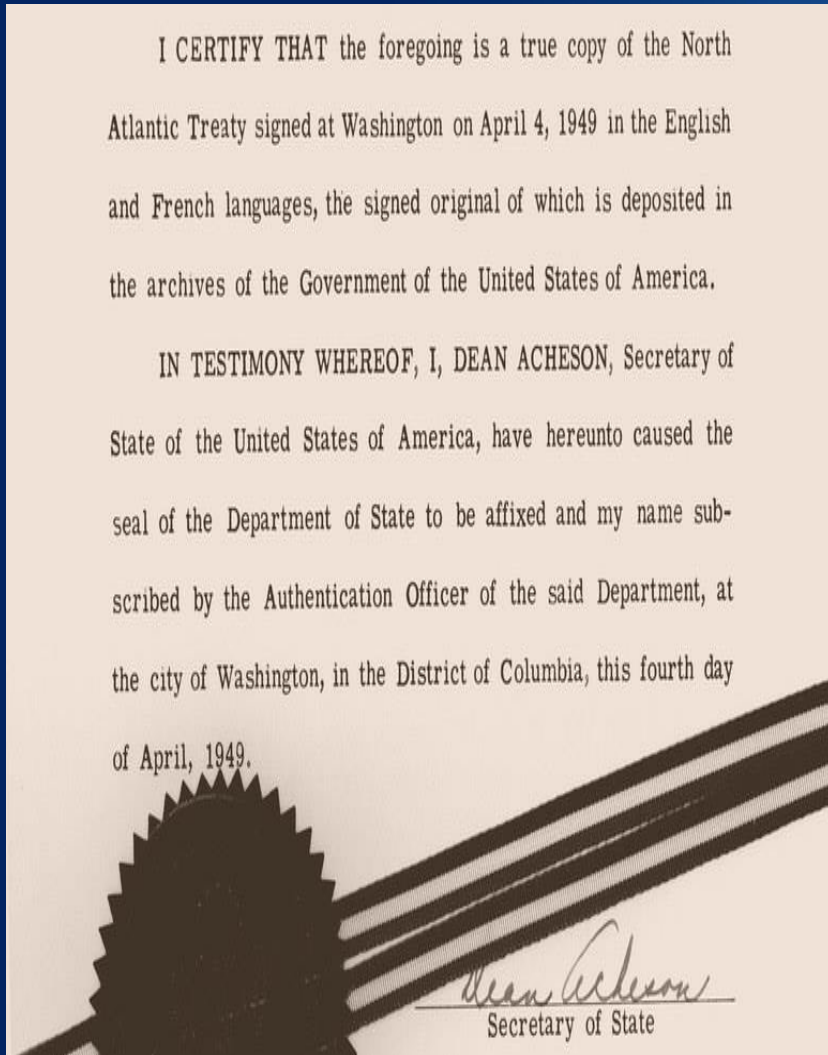 I CERTIFY THAT the foregoing is a true copy of the North
Atlantic Treaty signed at Washington on April 4, 1949 in the English
and French languages, the signed original of which is deposited in
the archives of the Government of the United States of America.
IN TESTIMONY WHEREOF, I, DEAN ACHESON, Secretary of
State of the United States of America, have hereunto caused the
seal of the Department of State to be affixed and my name sub-
scribed by the Authentication Officer of the said Department, at
the city of Washington, in the District of Columbia, this fourth day
of April, 1949.
Dean Acheson
Secretary of State